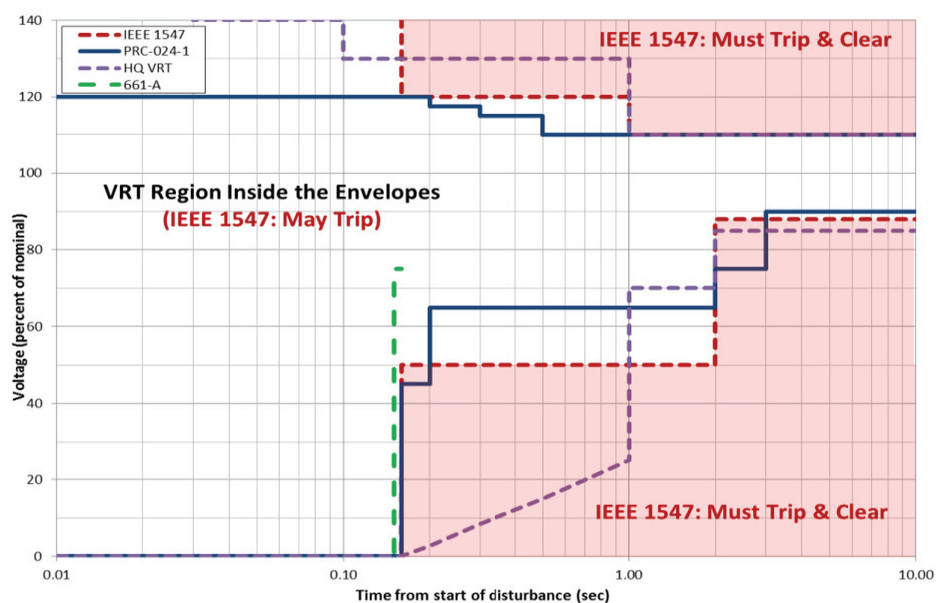 140
120
100
80
60
40
20
0
Voltage (percent of nominal)
IEEE 1547
PRC-024-1
HQ VRT
661-A
IEEE 1547: Must Trip & Clear
VRT Region Inside the Envelopes
(IEEE 1547: May Trip)
IEEE 1547: Must Trip & Clear
0.01
0.10
1.00
10.00
Time from start of disturbance (sec)